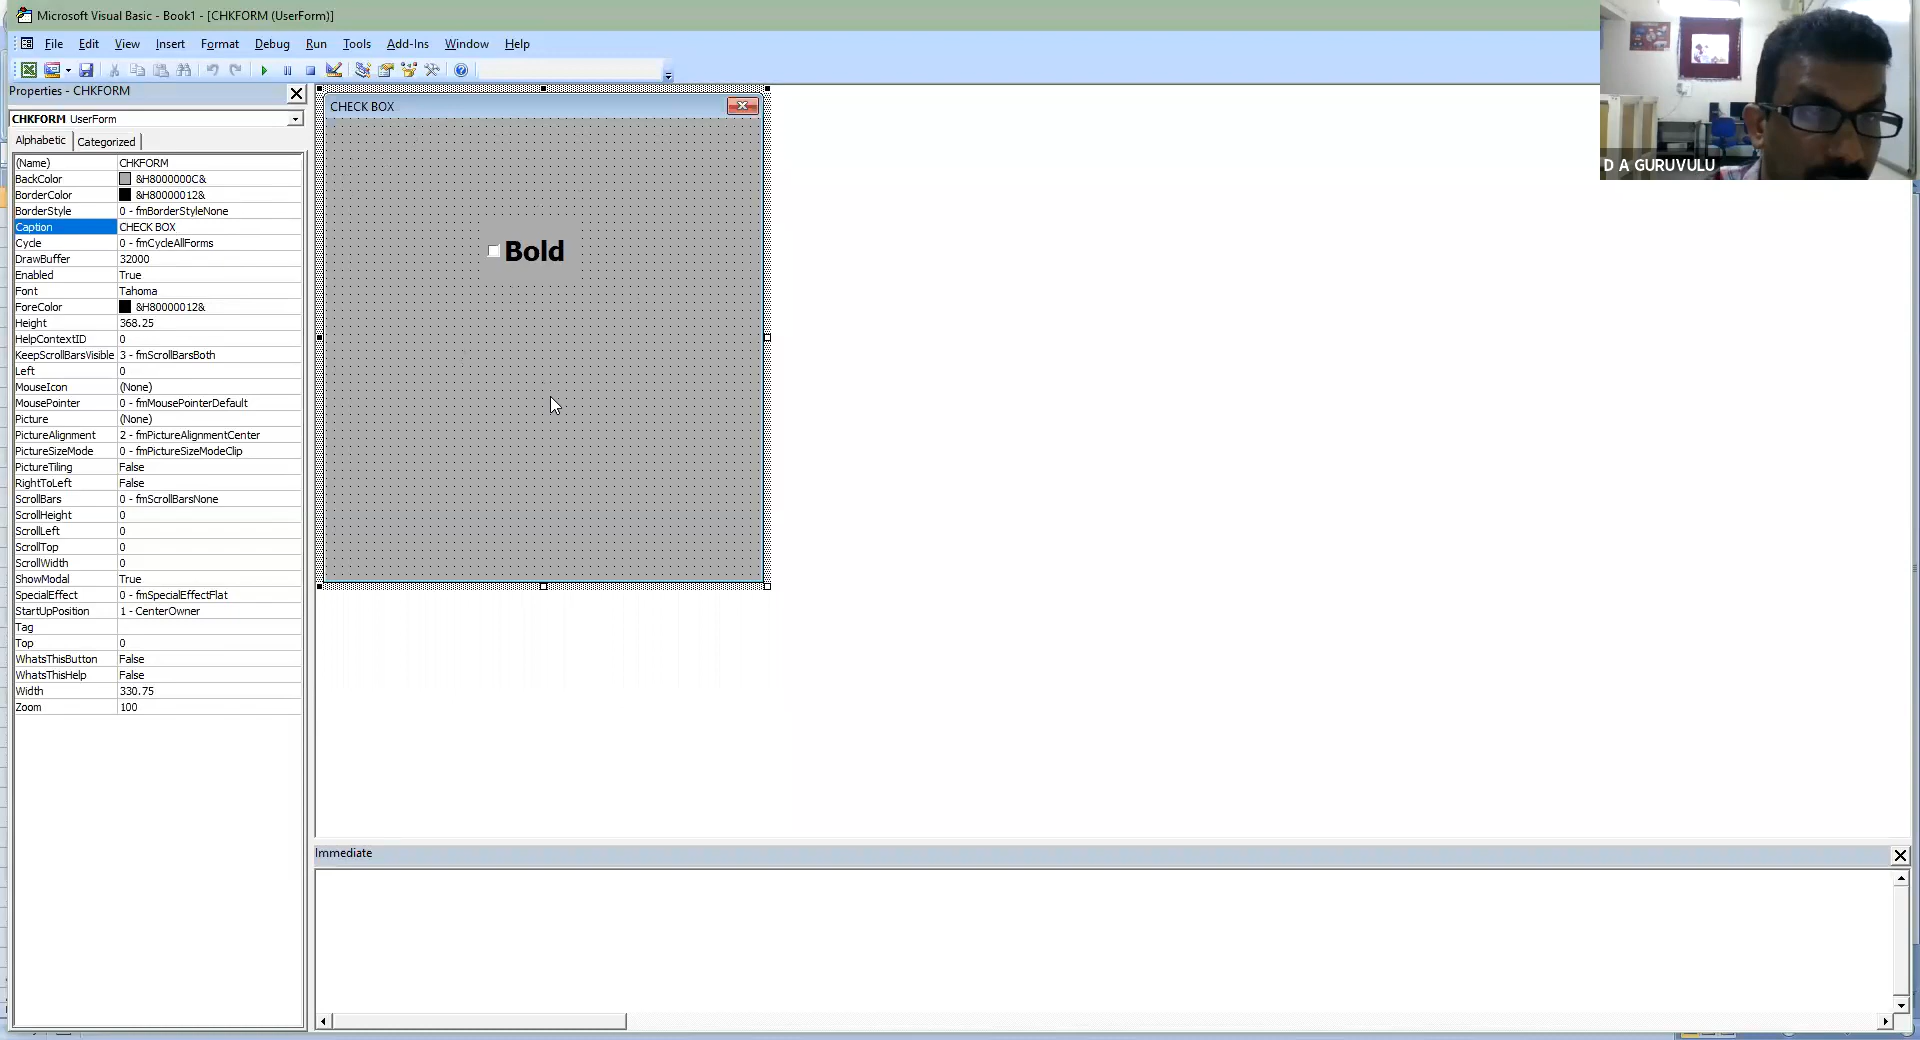 Microsoft Visual Basic - Book1 - [CHKFORM (UserForm)]
File Edit View Insert Format Debug Run Tools Add-Ins Window Help
Properties - CHKFORM
CHKFORM UserForm
Alphabetic Categorized
(Name) CHKFORM
BackColor &H8000000C&
BorderColor &H80000012&
BorderStyle 0 - fmBorderStyleNone
Caption CHECK BOX
Cycle 0 - fmCycleAllForms
DrawBuffer 32000
Enabled True
Font Tahoma
ForeColor &H80000012&
Height 368.25
HelpContextID 0
KeepScrollBarsVisible 3 - fmScrollBarsBoth
Left 0
MouseIcon (None)
MousePointer 0 - fmMousePointerDefault
Picture (None)
PictureAlignment 2 - fmPictureAlignmentCenter
PictureSizeMode 0 - fmPictureSizeModeClip
PictureTiling False
RightToLeft False
ScrollBars 0 - fmScrollBarsNone
ScrollHeight 0
ScrollLeft 0
ScrollTop 0
ScrollWidth 0
ShowModal True
SpecialEffect 0 - fmSpecialEffectFlat
StartUpPosition 1 - CenterOwner
Tag
Top 0
WhatsThisButton False
WhatsThisHelp False
Width 330.75
Zoom 100
CHECK BOX
Bold
Immediate
D A GURUVULU